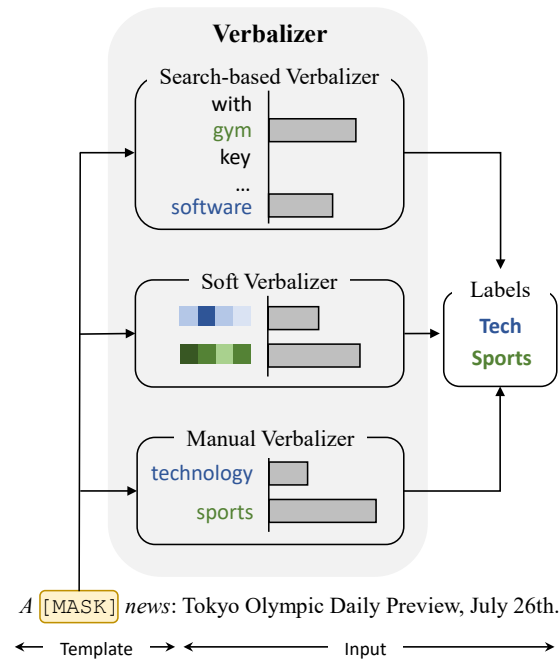 Verbalizer
Search-based Verbalizer
with
gym
key
...
software
Soft Verbalizer
Labels
Tech
Sports
Manual Verbalizer
technology
sports
A [MASK] news: Tokyo Olympic Daily Preview, July 26th.
Template Input